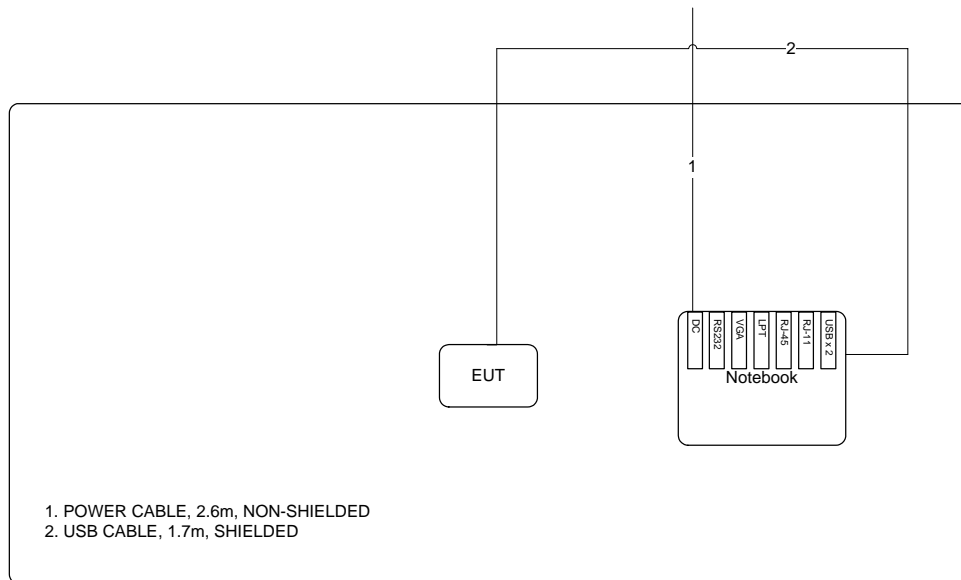 2
1
DC
RS232
VGA
LPT
RJ-45
RJ-11
USB x 2
EUT
Notebook
1. POWER CABLE, 2.6m, NON-SHIELDED
2. USB CABLE, 1.7m, SHIELDED